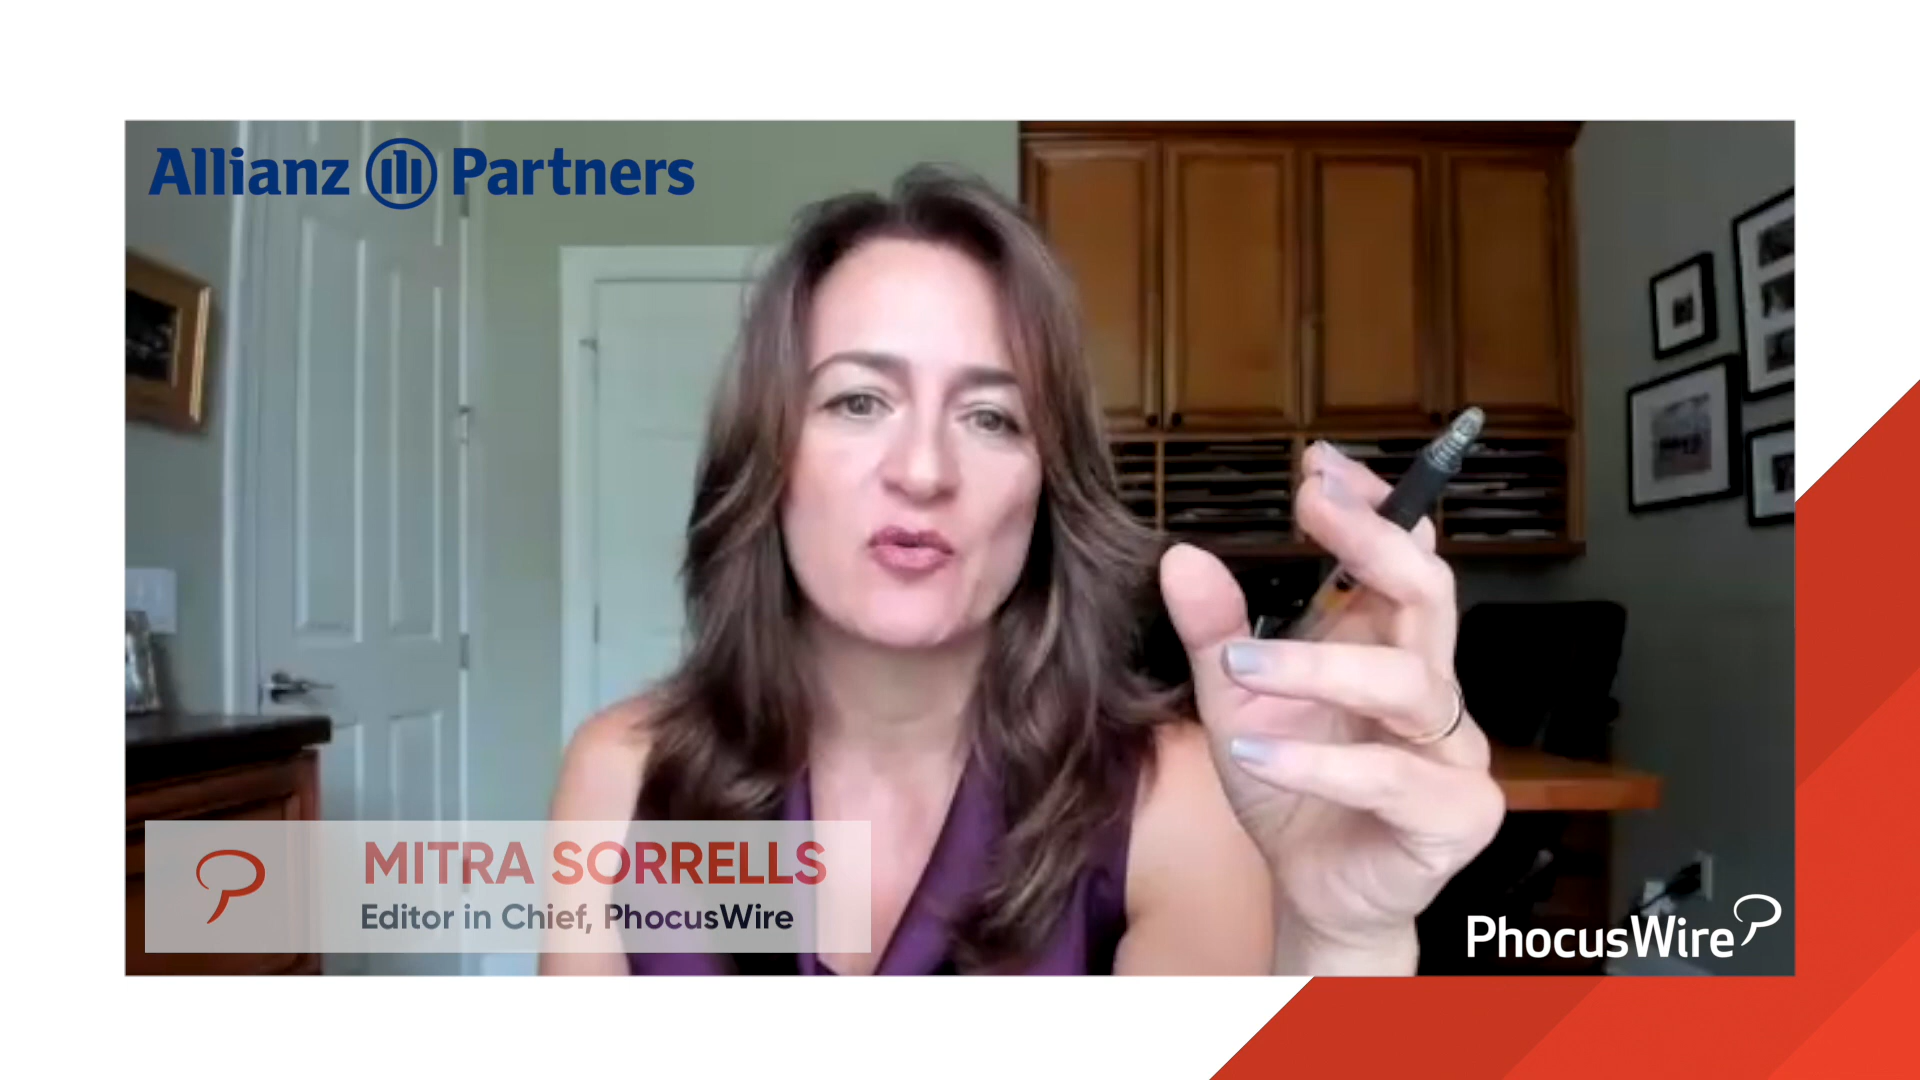 Allianz Partners
MITRA SORRELLS
Editor in Chief, PhocusWire
PhocusWire